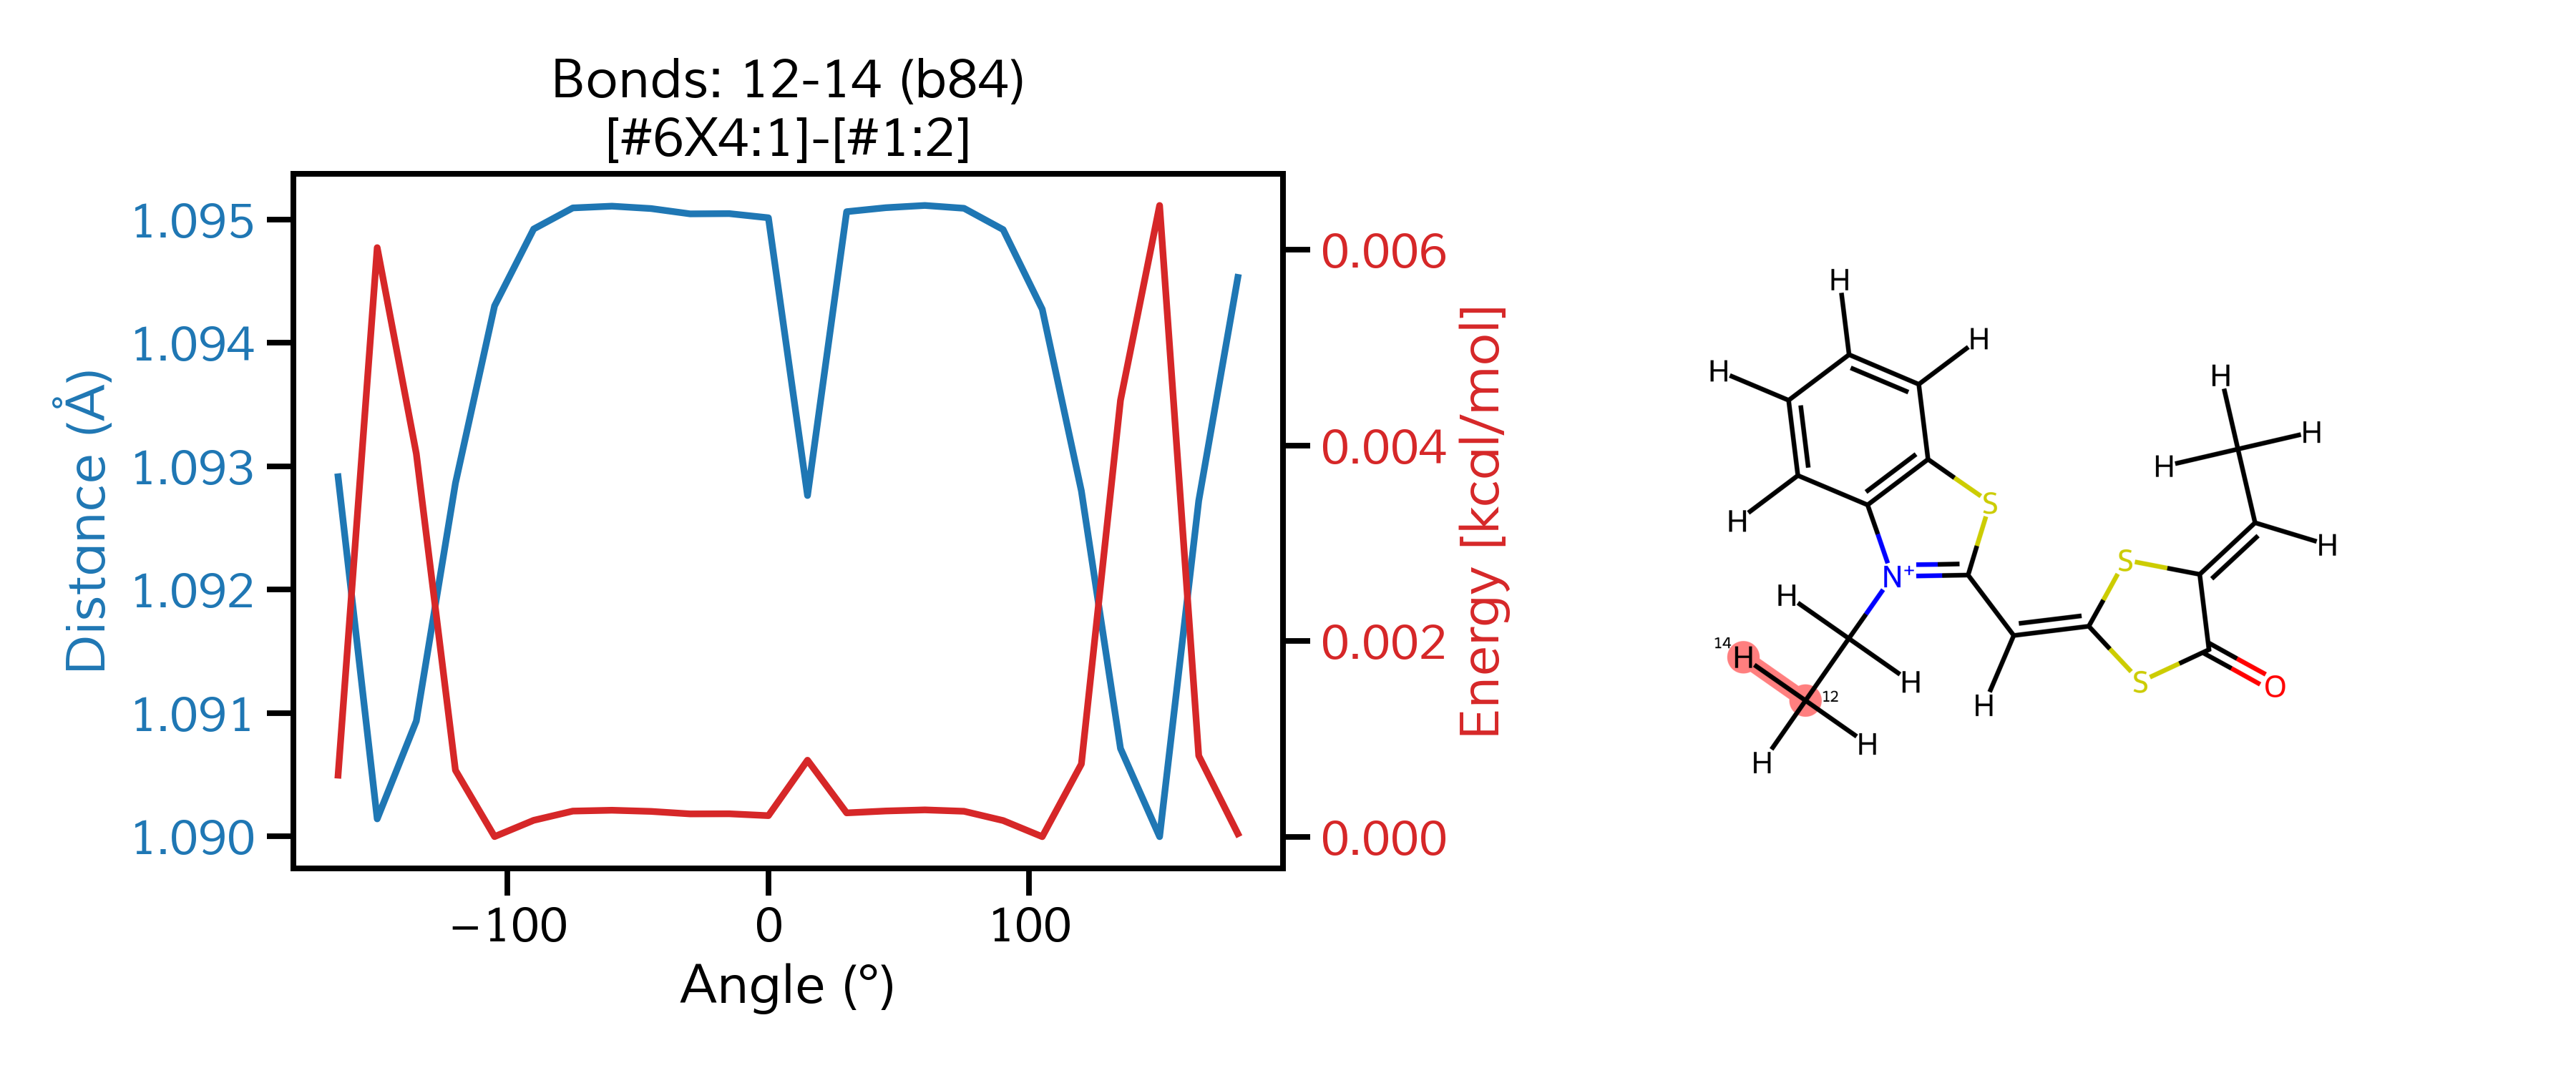 Bonds: 12-14 (b84)
[#6X4:1]-[#1:2]
Distance (Å)
1.095
1.094
1.093
1.092
1.091
1.090
−100
0
100
Angle (°)
0.006
0.004
0.002
0.000
Energy [kcal/mol]
H
H
H
H
H
H
H
H
S
N+
S
S
O
H
H
14
H
12
H
H
H
H